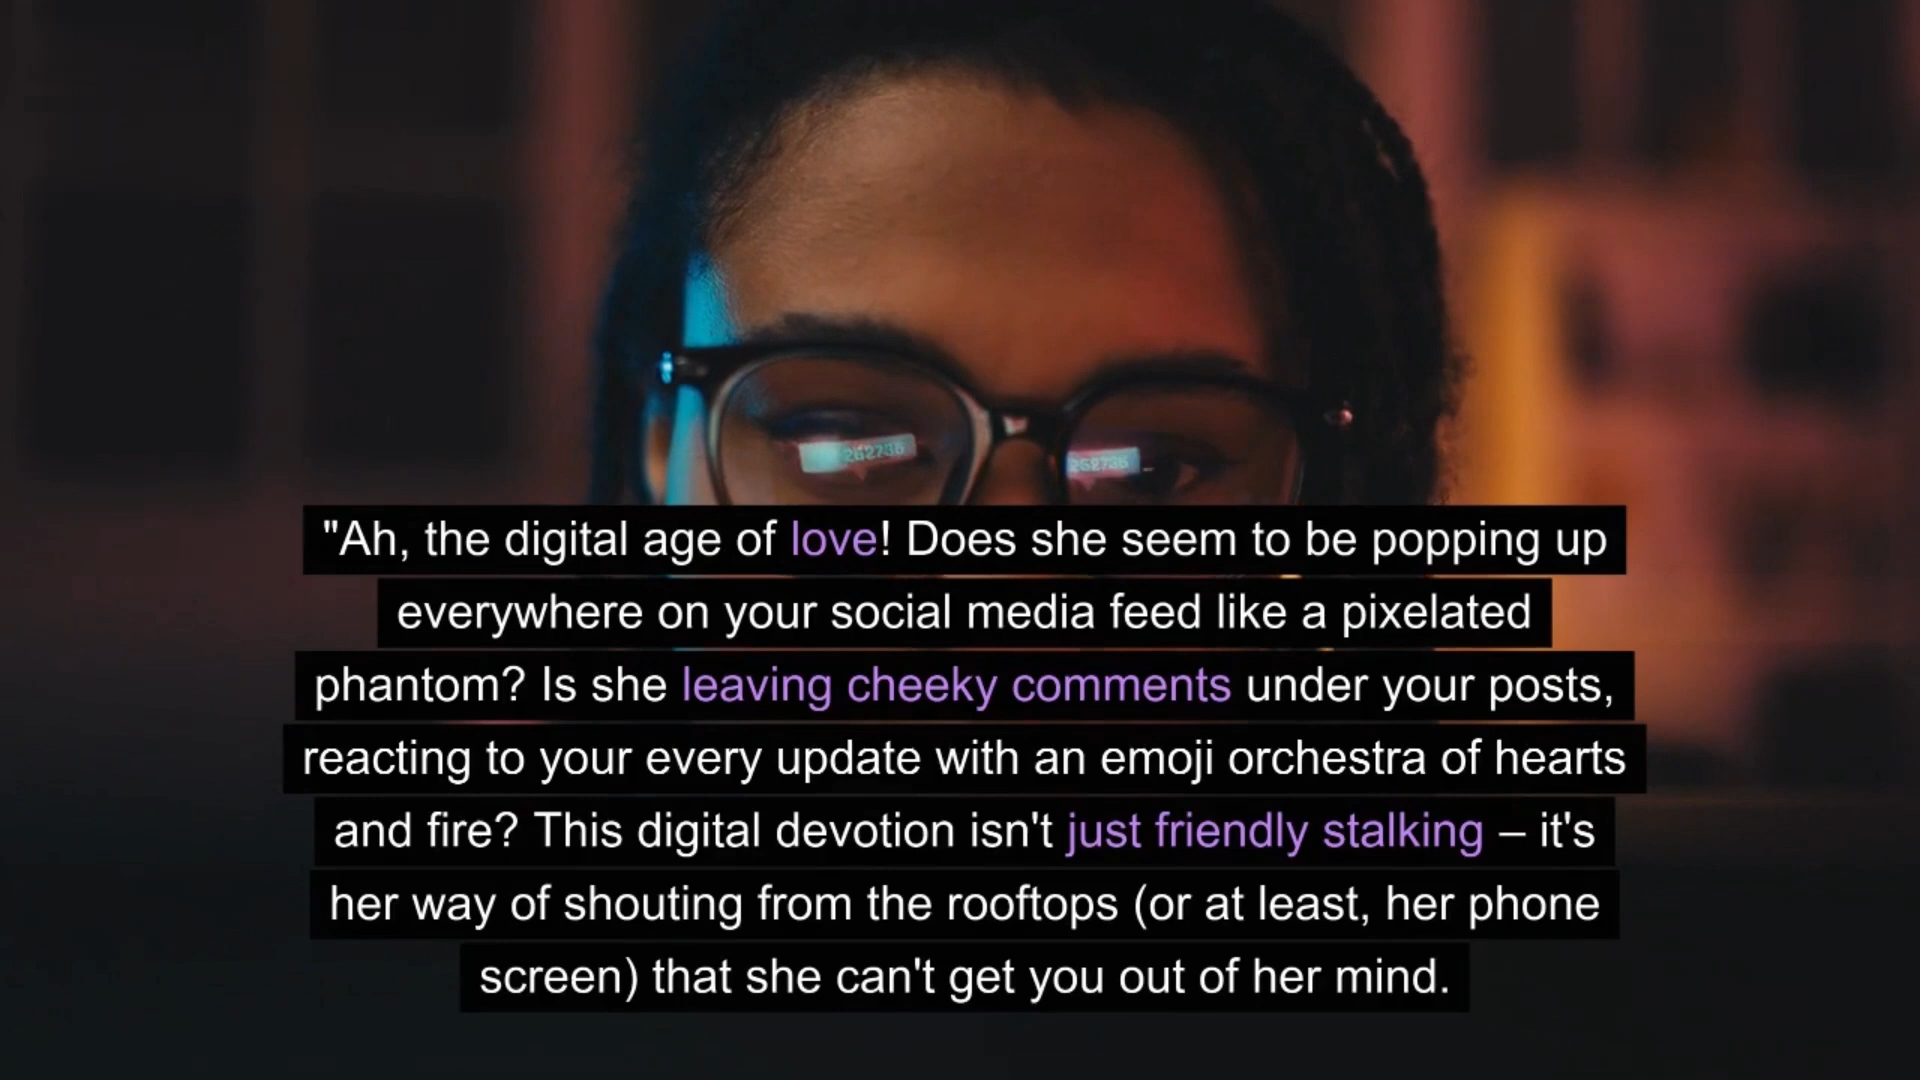 262736
262736
"Ah, the digital age of love! Does she seem to be popping up
everywhere on your social media feed like a pixelated
phantom? Is she leaving cheeky comments under your posts,
reacting to your every update with an emoji orchestra of hearts
and fire? This digital devotion isn't just friendly stalking – it's
her way of shouting from the rooftops (or at least, her phone
screen) that she can't get you out of her mind.